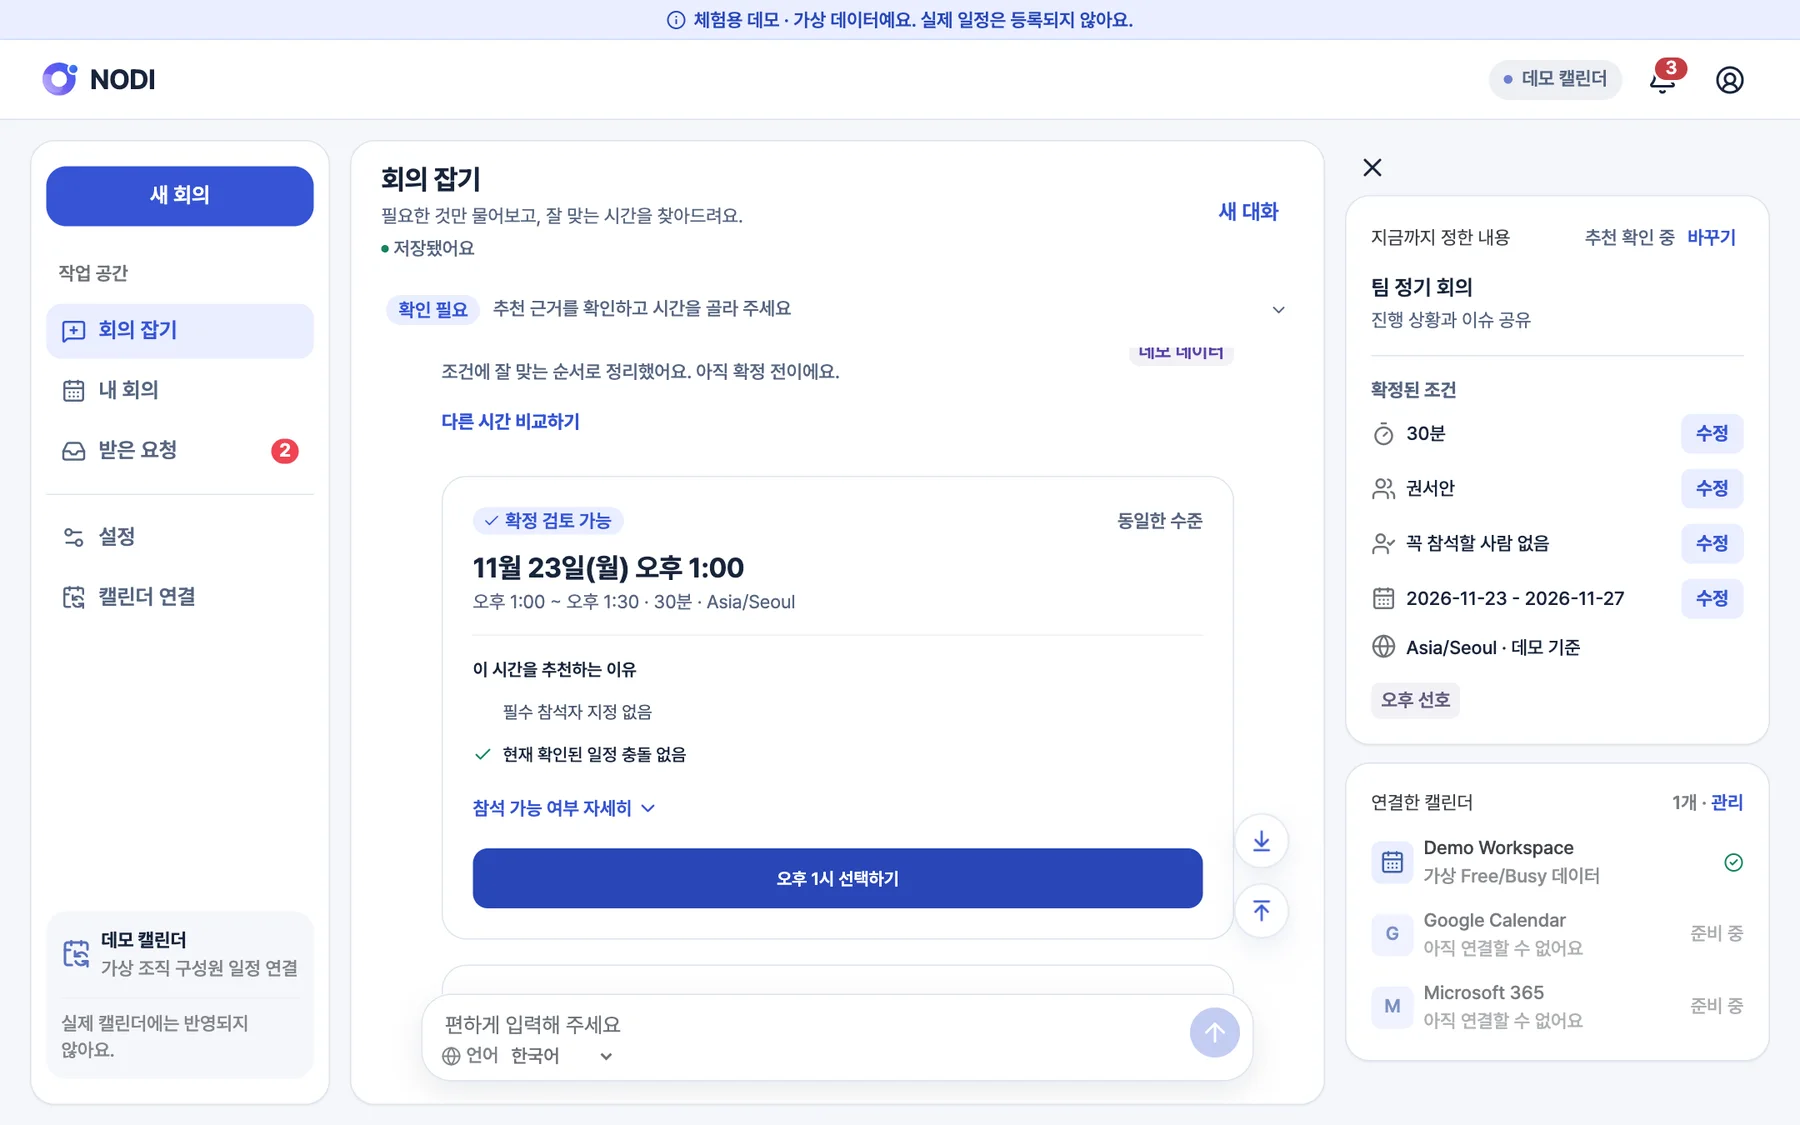 체험용 데모 · 가상 데이터예요. 실제 일정은 등록되지 않아요.
NODI
데모 캘린더
3
새 회의
작업 공간
회의 잡기
내 회의
받은 요청
2
설정
캘린더 연결
데모 캘린더
가상 조직 구성원 일정 연결
실제 캘린더에는 반영되지
않아요.
회의 잡기
필요한 것만 물어보고, 잘 맞는 시간을 찾아드려요.
저장됐어요
새 대화
확인 필요
추천 근거를 확인하고 시간을 골라 주세요
데모 데이터
조건에 잘 맞는 순서로 정리했어요. 아직 확정 전이에요.
다른 시간 비교하기
확정 검토 가능
동일한 수준
11월 23일(월) 오후 1:00
오후 1:00 ~ 오후 1:30 · 30분 · Asia/Seoul
이 시간을 추천하는 이유
필수 참석자 지정 없음
현재 확인된 일정 충돌 없음
참석 가능 여부 자세히
오후 1시 선택하기
편하게 입력해 주세요
언어 한국어
지금까지 정한 내용
추천 확인 중 바꾸기
팀 정기 회의
진행 상황과 이슈 공유
확정된 조건
30분 수정
권서안 수정
꼭 참석할 사람 없음 수정
2026-11-23 - 2026-11-27 수정
Asia/Seoul · 데모 기준
오후 선호
연결한 캘린더
1개 · 관리
Demo Workspace
가상 Free/Busy 데이터
G
Google Calendar
아직 연결할 수 없어요
준비 중
M
Microsoft 365
아직 연결할 수 없어요
준비 중